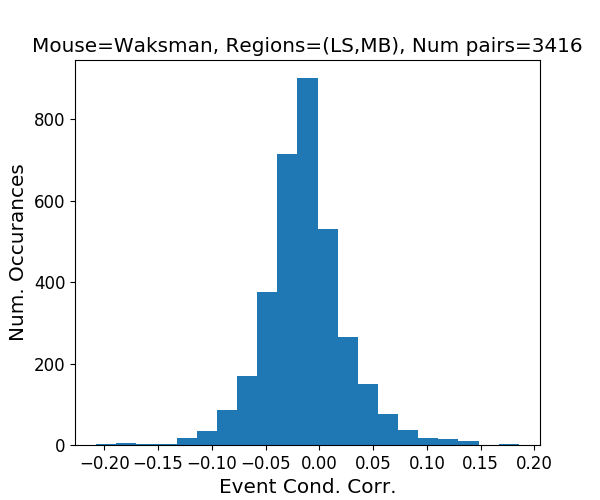 Mouse=Waksman, Regions=(LS,MB), Num pairs=3416
Num. Occurances
800
600
400
200
0
−0.20 −0.15 −0.10 −0.05 0.00 0.05 0.10 0.15 0.20
Event Cond. Corr.